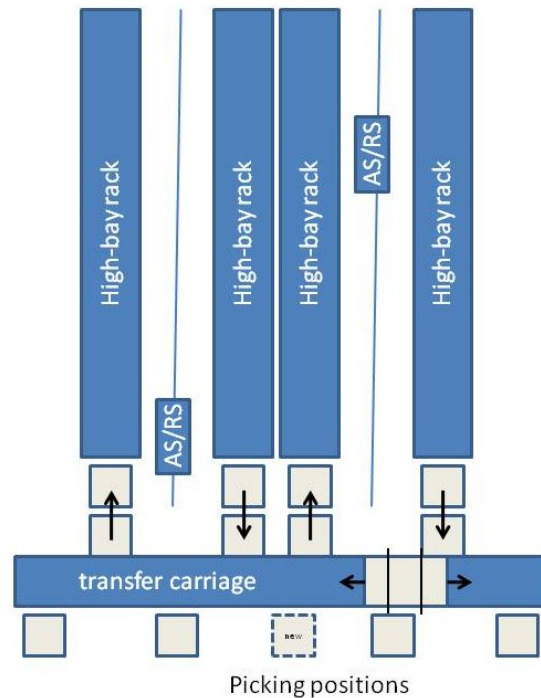 High-bay rack
AS/RS
High-bay rack
High-bay rack
AS/RS
High-bay rack
transfer carriage
new
Picking positions